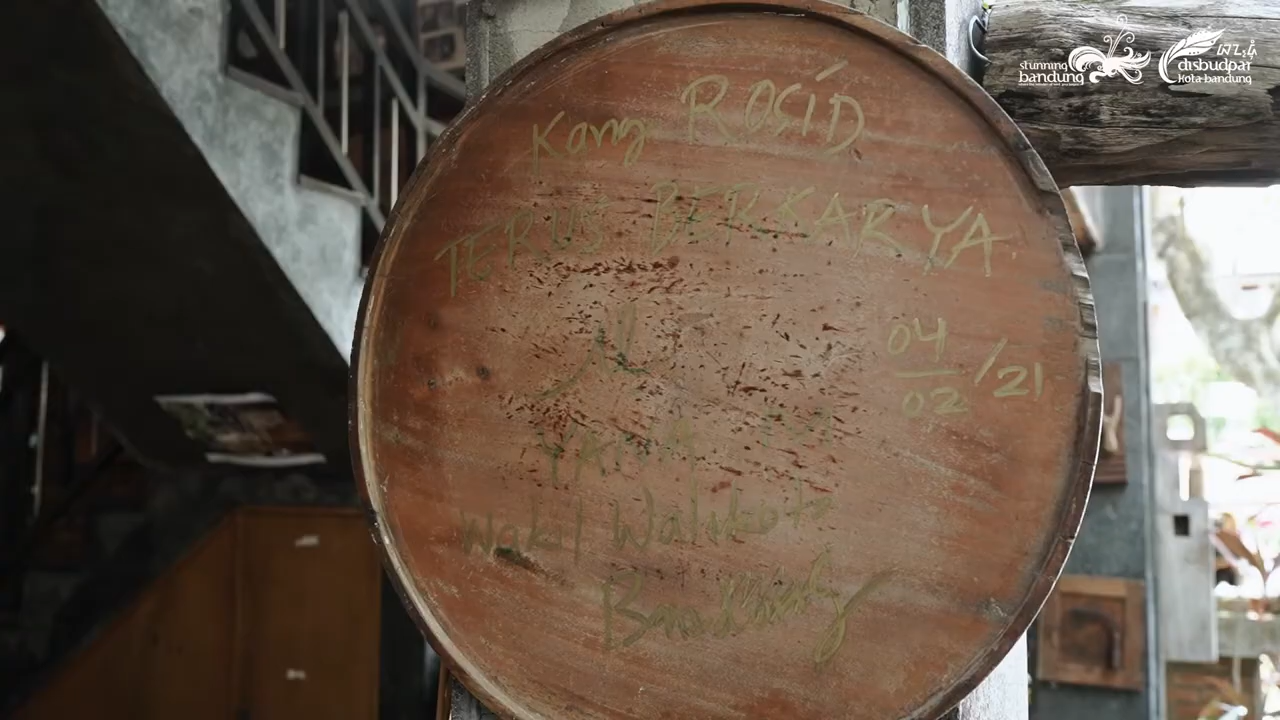 stunning
bandung
disbudpar
kota bandung
Kang ROSID
TERUS BERKARYA
04
02 /21
YANA
Wakil Walikota
Bandung